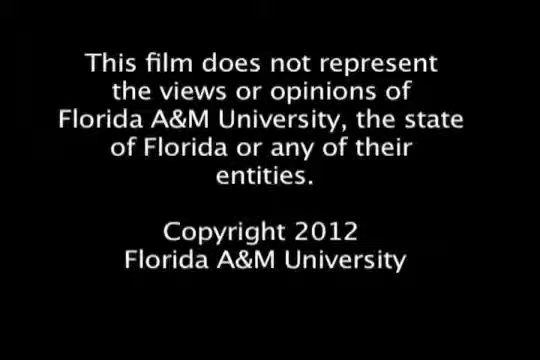 This film does not represent
the views or opinions of
Florida A&M University, the state
of Florida or any of their
entities.
Copyright 2012
Florida A&M University